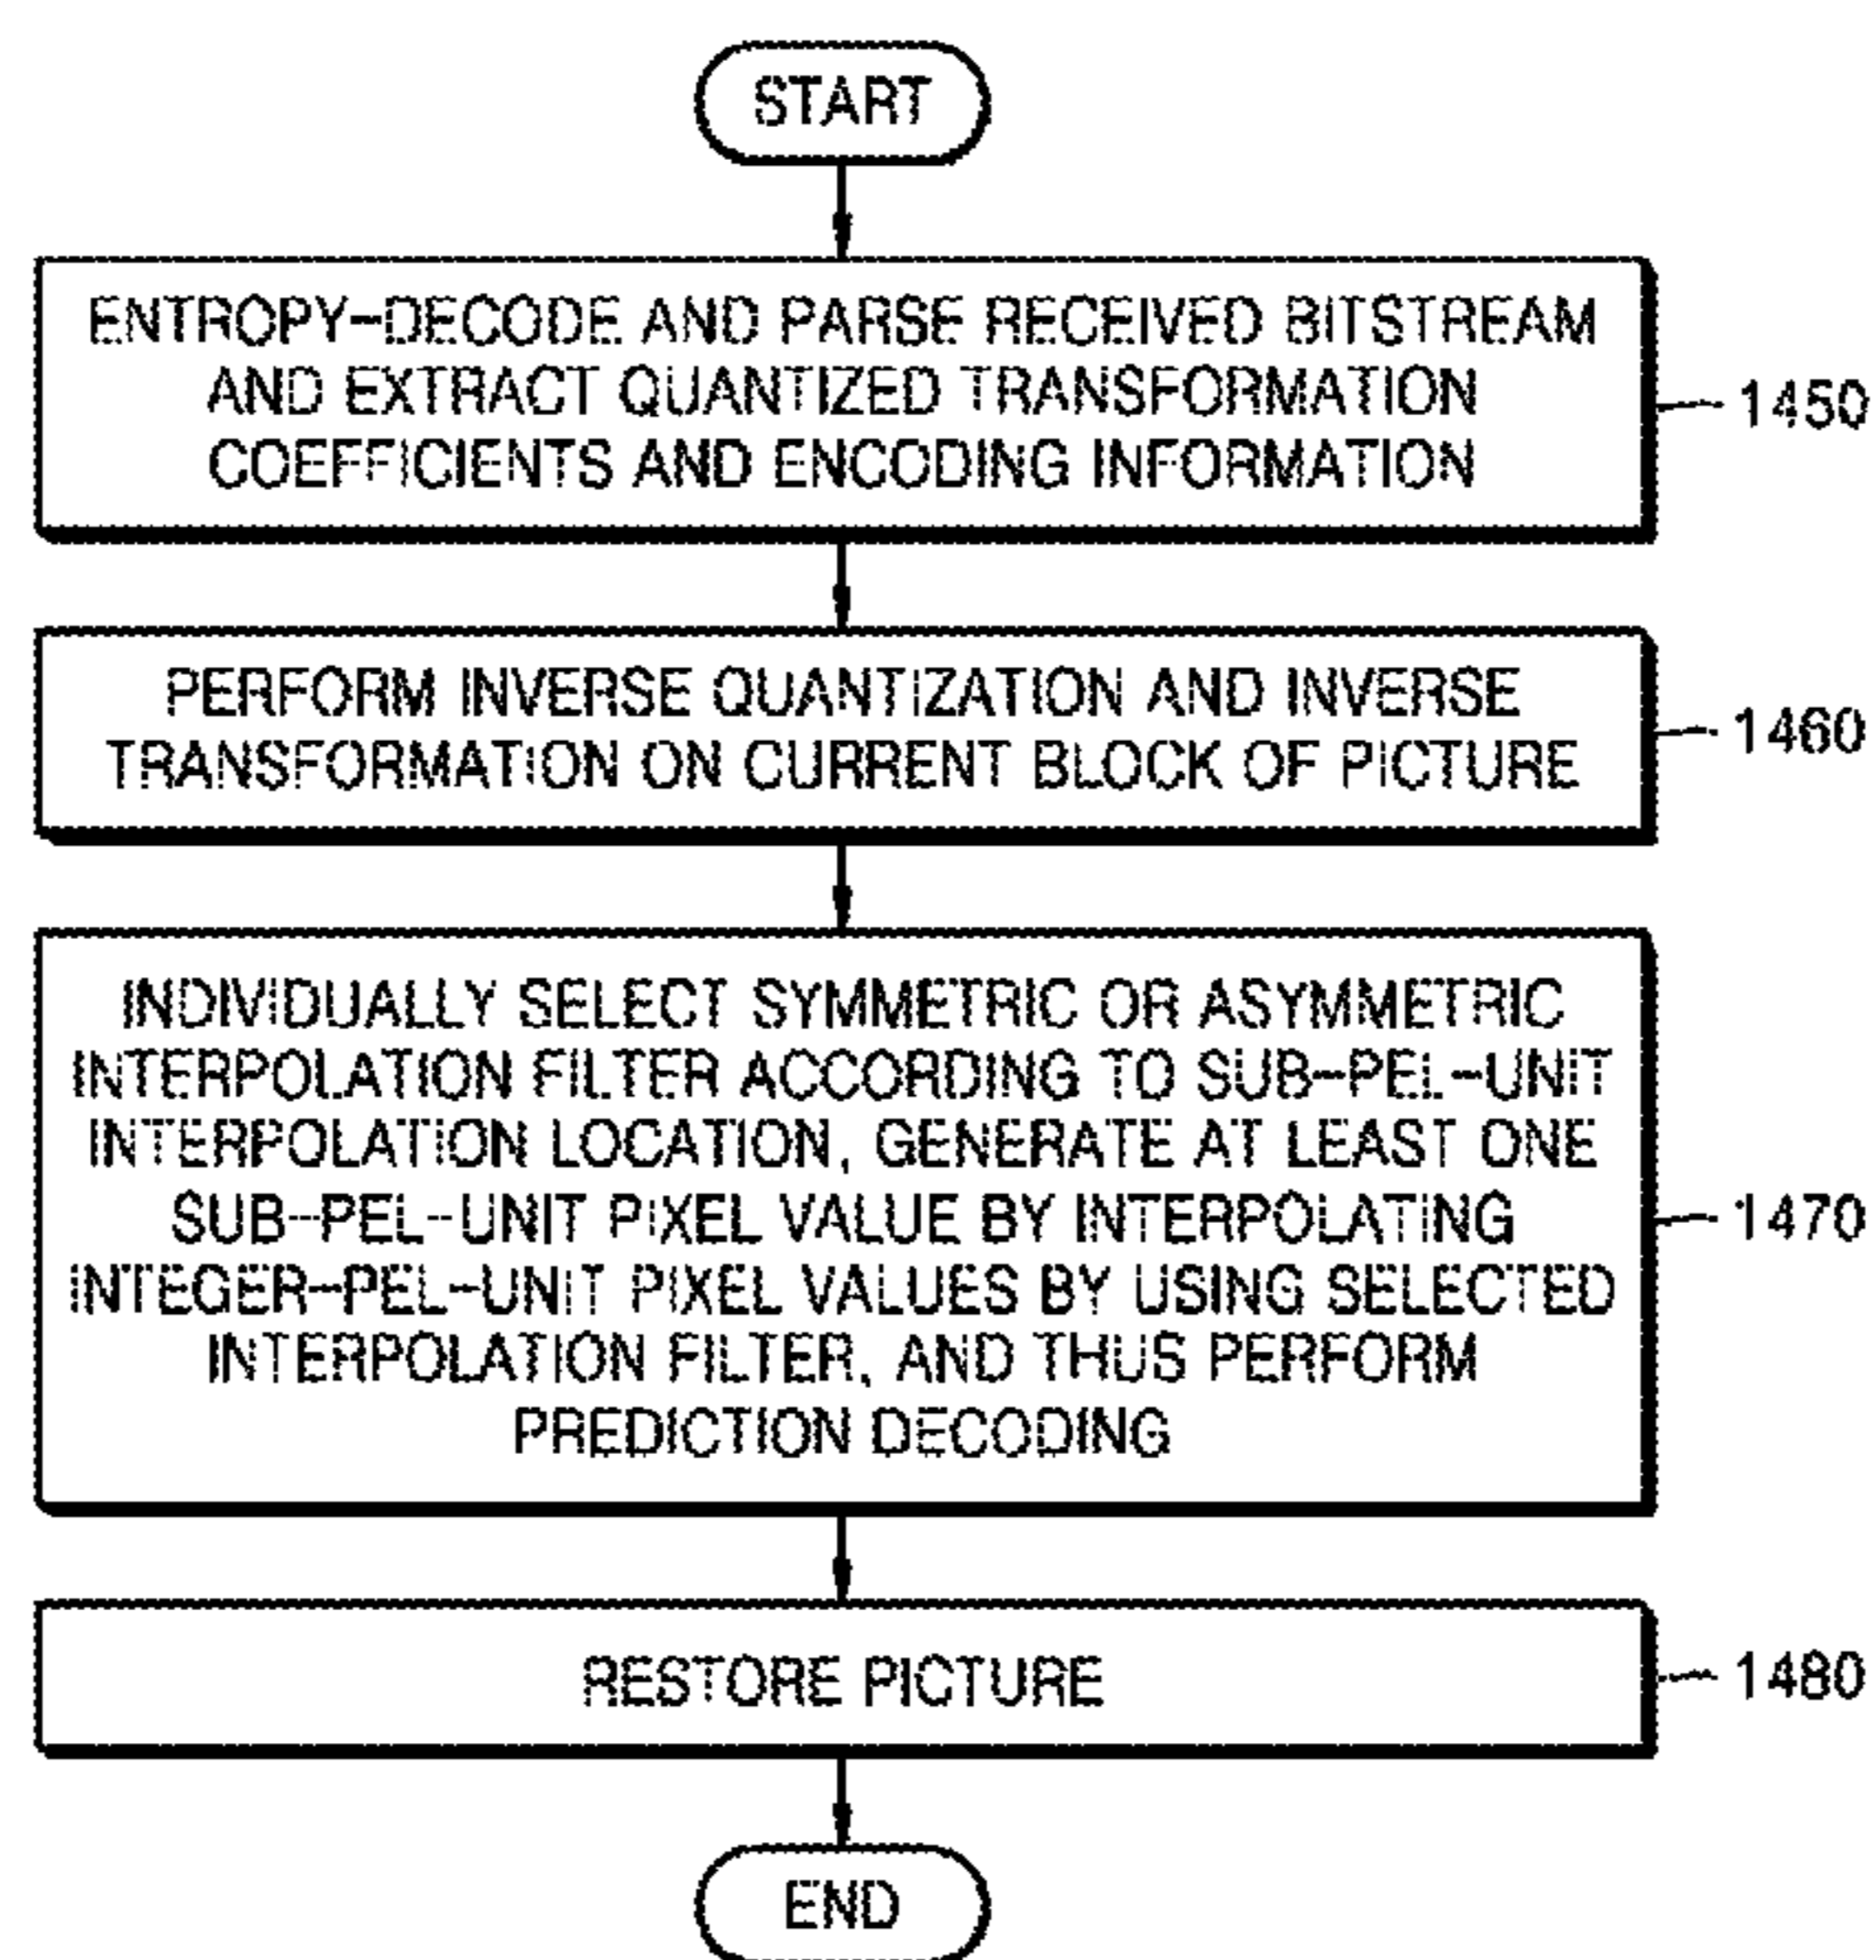 START
ENTROPY-DECODE AND PARSE RECEIVED BITSTREAM
AND EXTRACT QUANTIZED TRANSFORMATION
COEFFICIENTS AND ENCODING INFORMATION
1450
PERFORM INVERSE QUANTIZATION AND INVERSE
TRANSFORMATION ON CURRENT BLOCK OF PICTURE
1460
INDIVIDUALLY SELECT SYMMETRIC OR ASYMMETRIC
INTERPOLATION FILTER ACCORDING TO SUB-PEL-UNIT
INTERPOLATION LOCATION, GENERATE AT LEAST ONE
SUB-PEL-UNIT PIXEL VALUE BY INTERPOLATING
INTEGER-PEL-UNIT PIXEL VALUES BY USING SELECTED
INTERPOLATION FILTER, AND THUS PERFORM
PREDICTION DECODING
1470
RESTORE PICTURE
1480
END